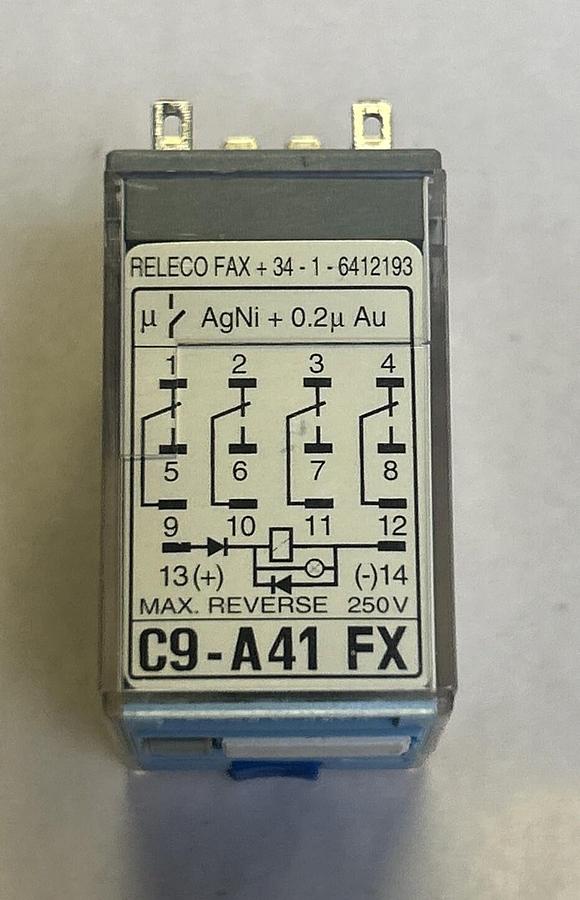 RELECO FAX + 34 - 1 - 6412193
µ AgNi + 0.2µ Au
1 2 3 4
5 6 7 8
9 10 11 12
13(+) (-)14
MAX. REVERSE 250V
C9-A41 FX